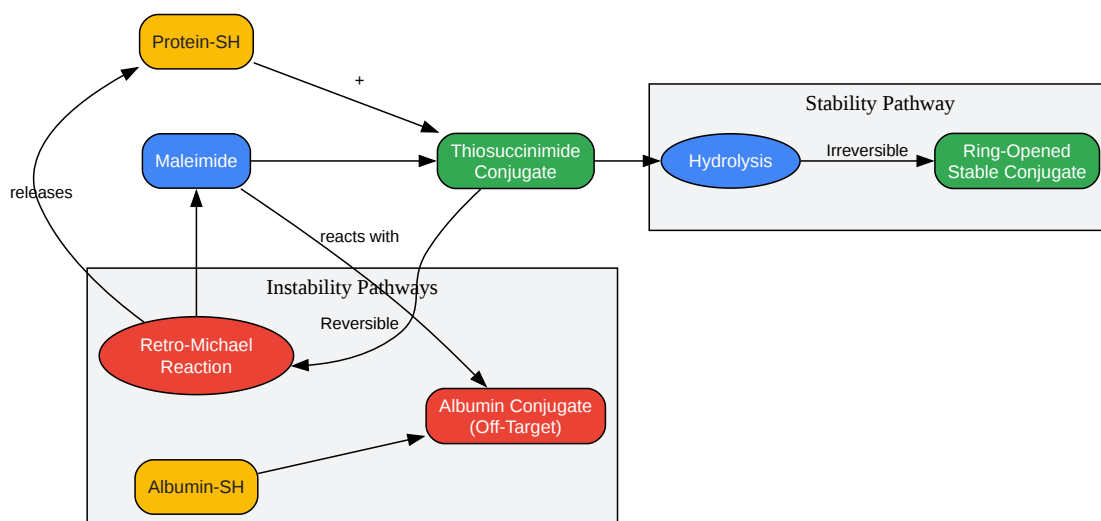 Protein-SH
+
Stability Pathway
Maleimide
Thiosuccinimide
Conjugate
Hydrolysis
Irreversible
Ring-Opened
Stable Conjugate
releases
reacts with
Instability Pathways
Reversible
Retro-Michael
Reaction
Albumin Conjugate
(Off-Target)
Albumin-SH